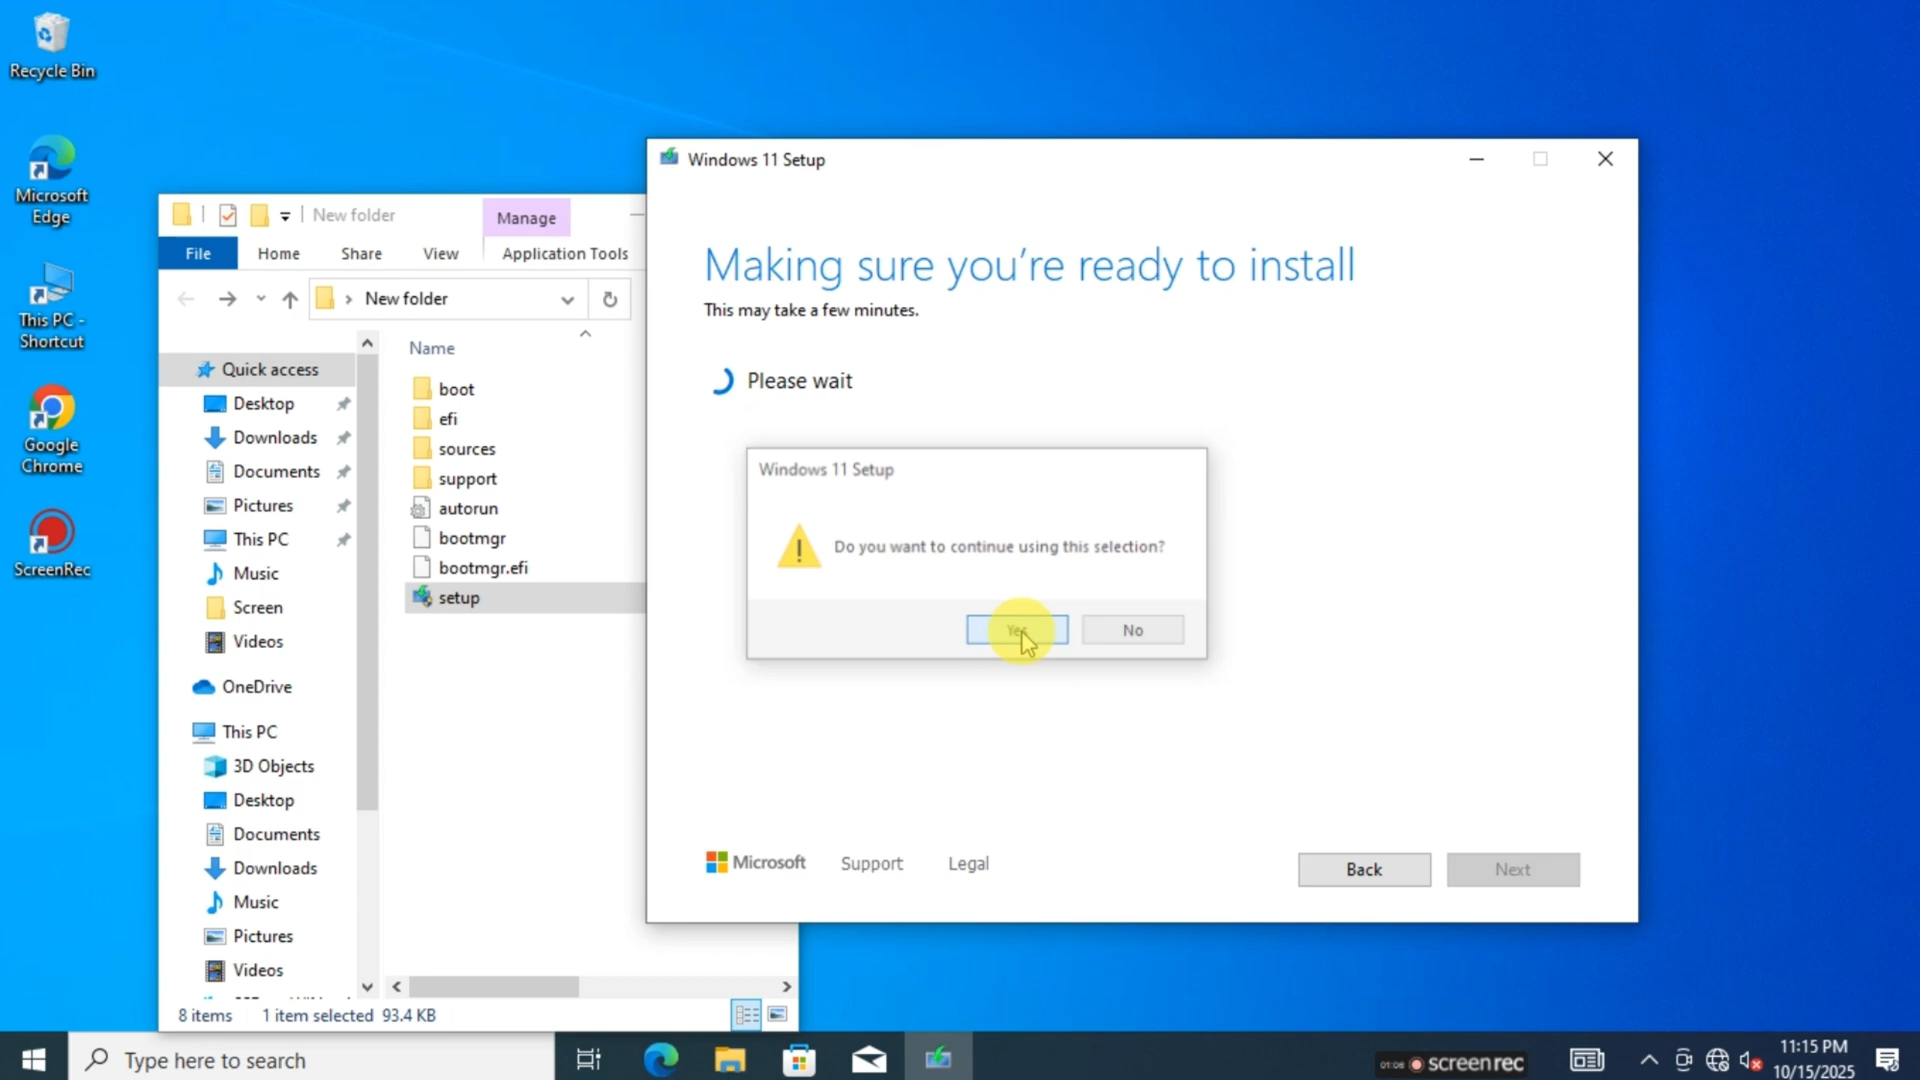 Recycle Bin
Microsoft
Edge
This PC -
Shortcut
Google
Chrome
ScreenRec
New folder
Manage
File
Home
Share
View
Application Tools
New folder
Name
Quick access
Desktop
Downloads
Documents
Pictures
This PC
Music
Screen
Videos
OneDrive
This PC
3D Objects
Desktop
Documents
Downloads
Music
Pictures
Videos
boot
efi
sources
support
autorun
bootmgr
bootmgr.efi
setup
8 items
1 item selected 93.4 KB
Windows 11 Setup
Making sure you're ready to install
This may take a few minutes.
Please wait
Windows 11 Setup
Do you want to continue using this selection?
Yes
No
Microsoft
Support
Legal
Back
Next
Type here to search
01:08
screenrec
11:15 PM
10/15/2025